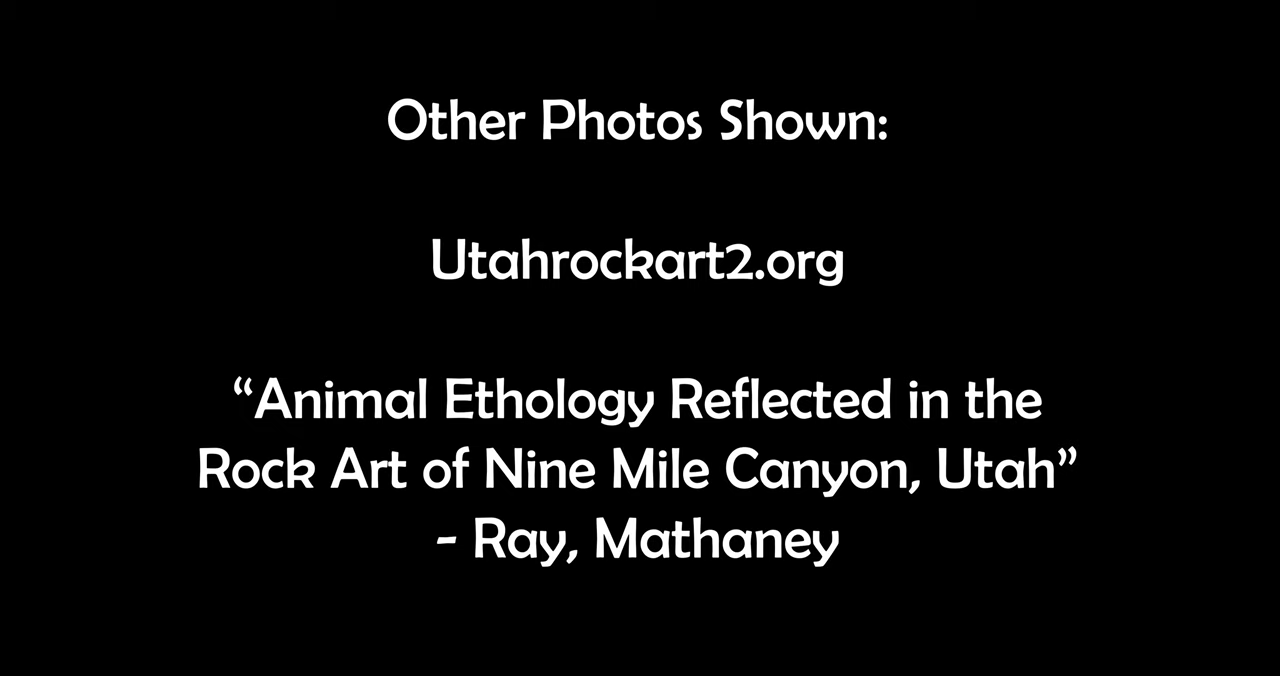 Other Photos Shown:
Utahrockart2.org
“Animal Ethology Reflected in the
Rock Art of Nine Mile Canyon, Utah”
- Ray, Mathaney